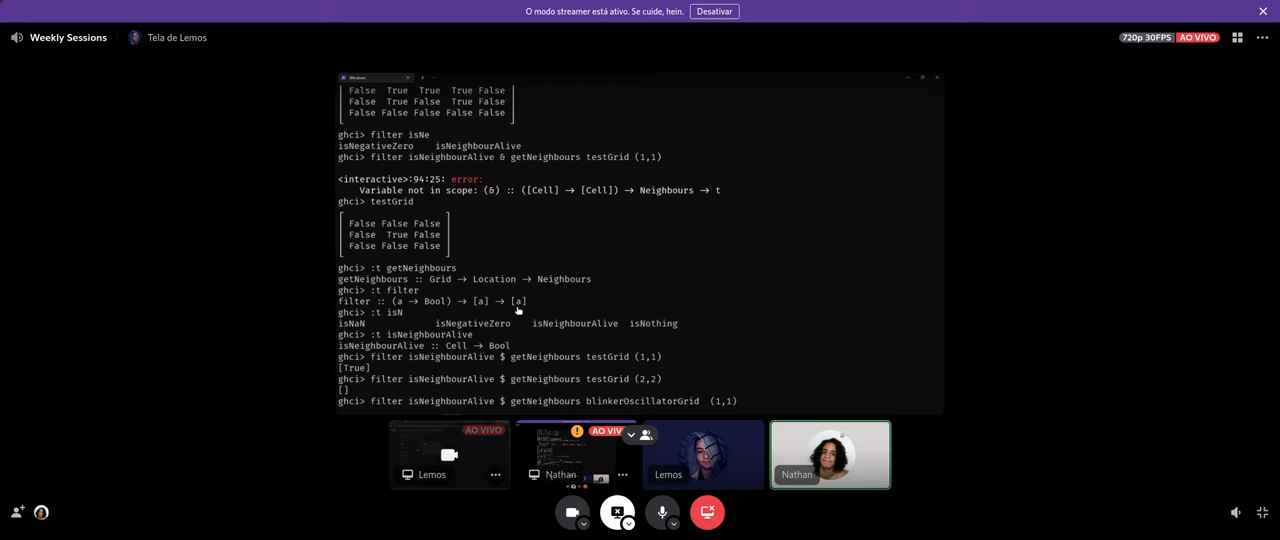 O modo streamer está ativo. Se cuide, hein.
Desativar
Weekly Sessions
Tela de Lemos
720p 30FPS
AO VIVO
Windows
False True True True False
False True False True False
False False False False False
ghci> filter isNe
isNegativeZero isNeighbourAlive
ghci> filter isNeighbourAlive & getNeighbours testGrid (1,1)
<interactive>:94:25: error:
Variable not in scope: (&) :: ([Cell] → [Cell]) → Neighbours → t
ghci> testGrid
False False False
False True False
False False False
ghci> :t getNeighbours
getNeighbours :: Grid → Location → Neighbours
ghci> :t filter
filter :: (a → Bool) → [a] → [a]
ghci> :t isN
isNaN isNegativeZero isNeighbourAlive isNothing
ghci> :t isNeighbourAlive
isNeighbourAlive :: Cell → Bool
ghci> filter isNeighbourAlive $ getNeighbours testGrid (1,1)
[True]
ghci> filter isNeighbourAlive $ getNeighbours testGrid (2,2)
[]
ghci> filter isNeighbourAlive $ getNeighbours blinkerOscillatorGrid (1,1)
AO VIVO
Lemos
AO VIV
Nathan
Lemos
Nathan